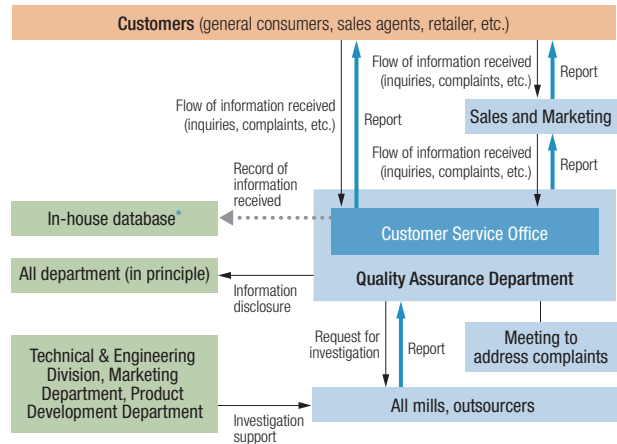 Customers (general consumers, sales agents, retailer, etc.)
Flow of information received
(inquiries, complaints, etc.)
Report
Flow of information received
(inquiries, complaints, etc.)
Report
Sales and Marketing
Flow of information received
(inquiries, complaints, etc.)
Report
Record of
information
received
In-house database*
Customer Service Office
Quality Assurance Department
All department (in principle)
Information
disclosure
Request for
investigation
Report
Meeting to
address complaints
Technical & Engineering
Division, Marketing
Department, Product
Development Department
Investigation
support
All mills, outsourcers